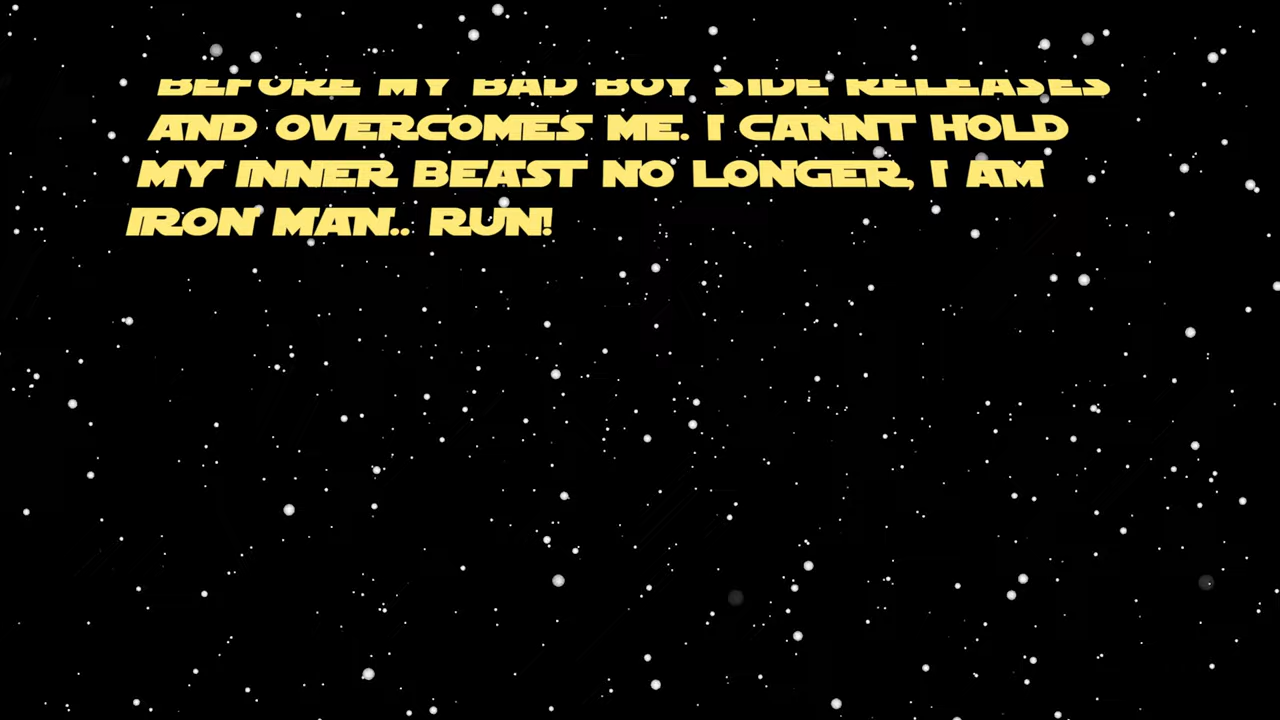 BEFORE MY BAD BOY SIDE RELEASES
AND OVERCOMES ME. I CANNT HOLD
MY INNER BEAST NO LONGER, I AM
IRON MAN.. RUN!